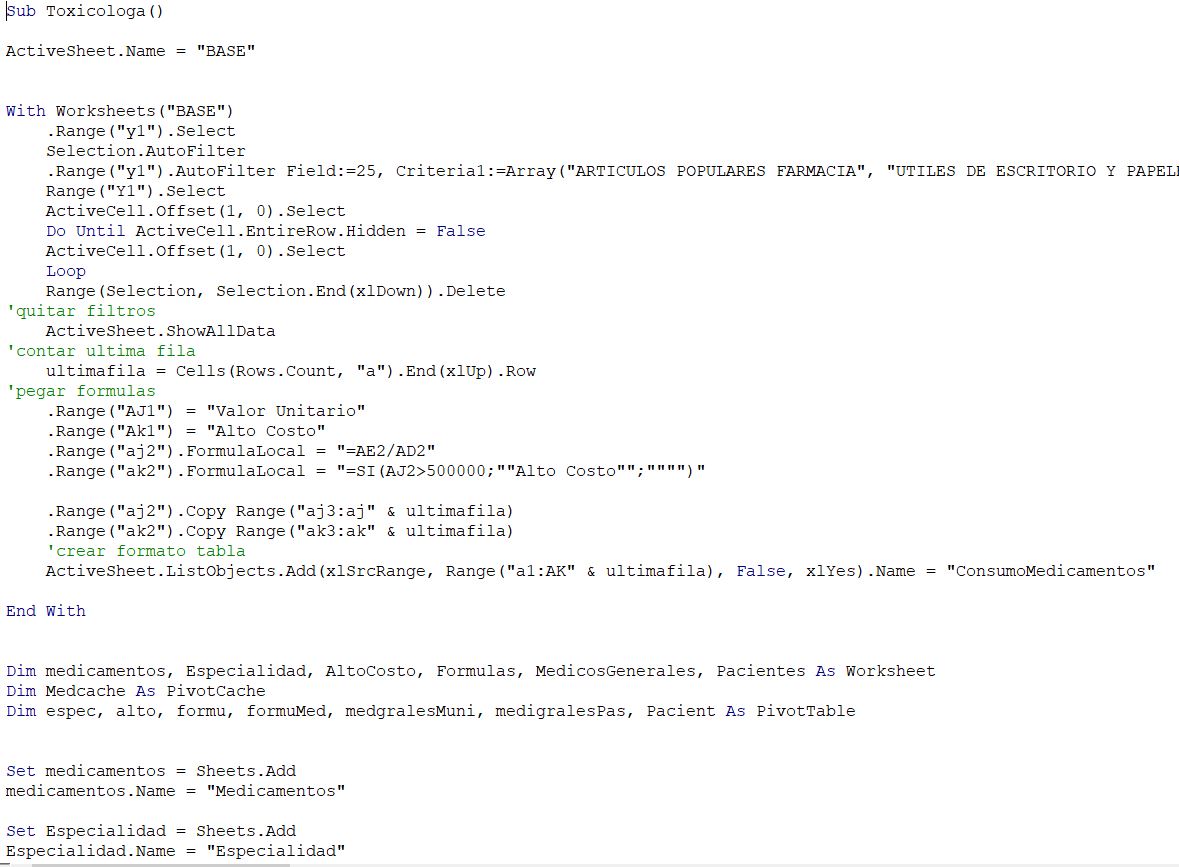 Sub Toxicologa()
ActiveSheet.Name = "BASE"
With Worksheets("BASE")
.Range("y1").Select
Selection.AutoFilter
.Range("y1").AutoFilter Field:=25, Criteria1:=Array("ARTICULOS POPULARES FARMACIA", "UTILES DE ESCRITORIO Y PAPEL
Range("Y1").Select
ActiveCell.Offset(1, 0).Select
Do Until ActiveCell.EntireRow.Hidden = False
ActiveCell.Offset(1, 0).Select
Loop
Range(Selection, Selection.End(xlDown)).Delete
'quitar filtros
ActiveSheet.ShowAllData
'contar ultima fila
ultimafila = Cells(Rows.Count, "a").End(xlUp).Row
'pegar formulas
.Range("AJ1") = "Valor Unitario"
.Range("Ak1") = "Alto Costo"
.Range("aj2").FormulaLocal = "=AE2/AD2"
.Range("ak2").FormulaLocal = "=SI(AJ2>500000;""Alto Costo"";"""")"
.Range("aj2").Copy Range("aj3:aj" & ultimafila)
.Range("ak2").Copy Range("ak3:ak" & ultimafila)
'crear formato tabla
ActiveSheet.ListObjects.Add(xlSrcRange, Range("a1:AK" & ultimafila), False, xlYes).Name = "ConsumoMedicamentos"
End With
Dim medicamentos, Especialidad, AltoCosto, Formulas, MedicosGenerales, Pacientes As Worksheet
Dim Medcache As PivotCache
Dim espec, alto, formu, formuMed, medgralesMuni, medigralesPas, Pacient As PivotTable
Set medicamentos = Sheets.Add
medicamentos.Name = "Medicamentos"
Set Especialidad = Sheets.Add
Especialidad.Name = "Especialidad"